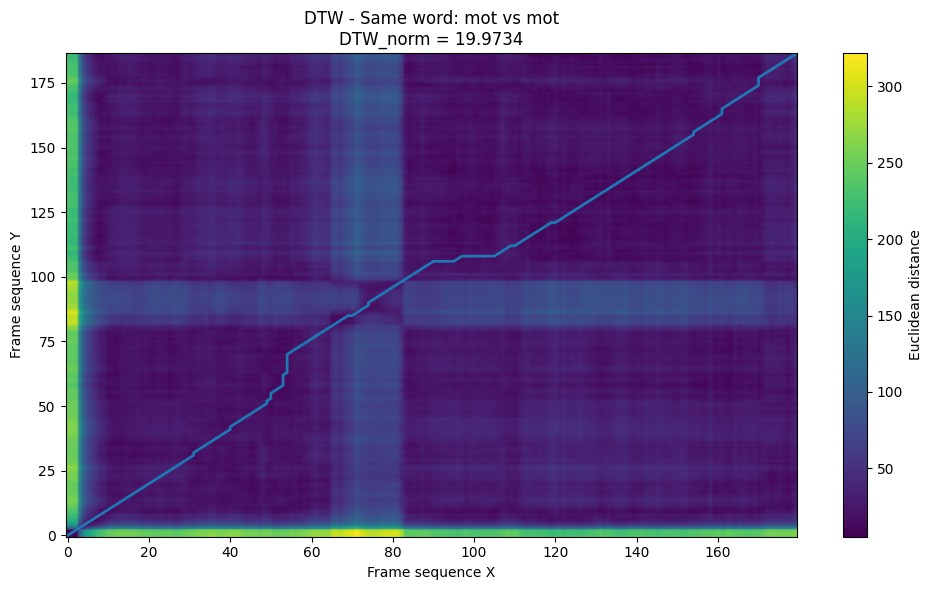 DTW - Same word: mot vs mot
DTW_norm = 19.9734
Frame sequence Y
175
150
125
100
75
50
25
0
0 20 40 60 80 100 120 140 160
Frame sequence X
300
250
200
150
100
50
Euclidean distance